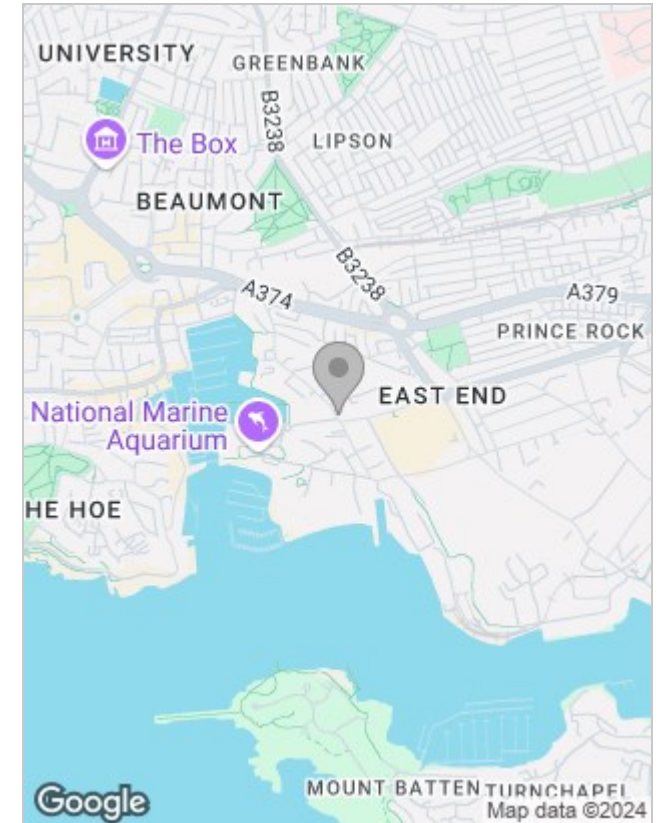 UNIVERSITY
GREENBANK
B3238
The Box
LIPSON
BEAUMONT
B3238
A374
A379
PRINCE ROCK
EAST END
National Marine
Aquarium
HE HOE
MOUNT BATTEN
TURNCHAPEL
Google
Map data ©2024